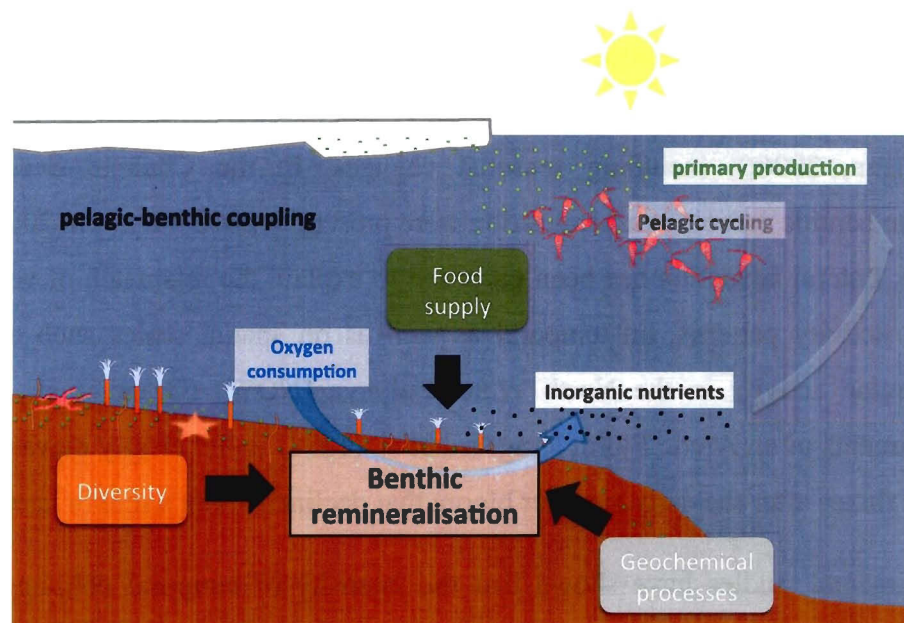 primary production
pelagic-benthic coupling
Pelagic cycling
Food
supply
Oxygen
consumption
Inorganic nutrients
Benthic
remineralisation
Diversity
Geochemical
processes